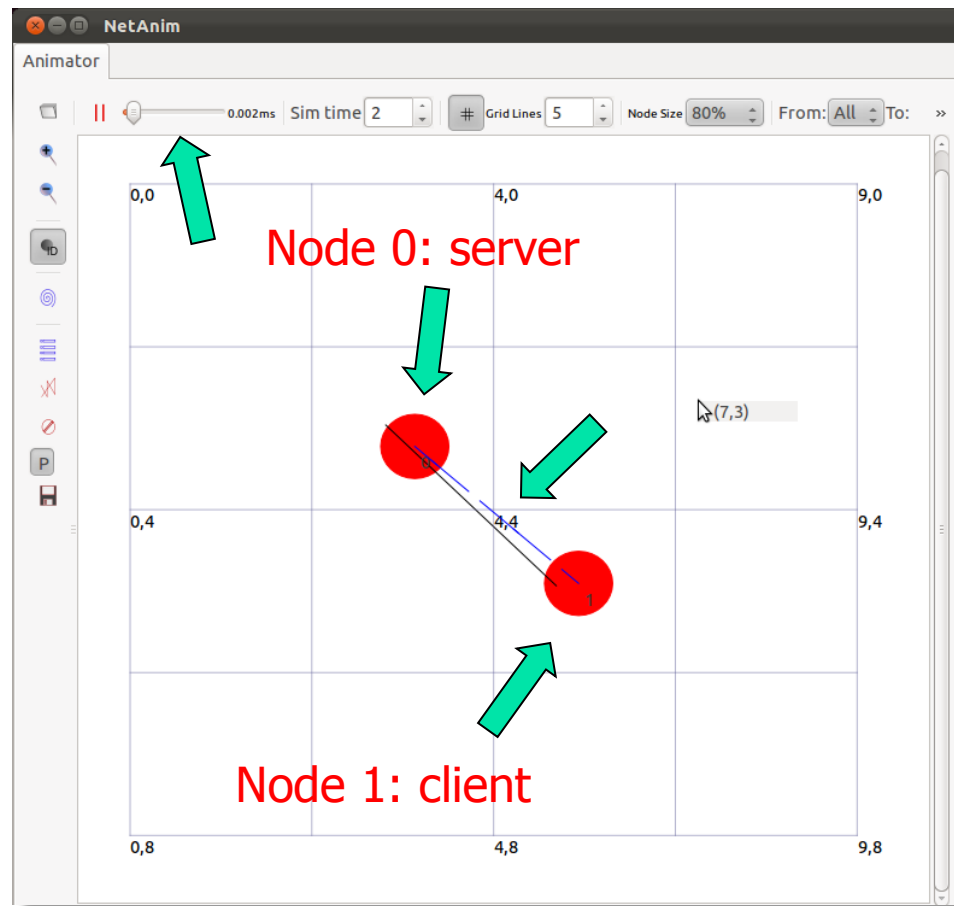 NetAnim
Animator
0.002ms Sim time 2 # Grid Lines 5 Node Size 80% From: All To: »
0,0 4,0 9,0
ID
Node 0: server
(7,3)
P
0
0,4 4,4 9,4
1
Node 1: client
0,8 4,8 9,8